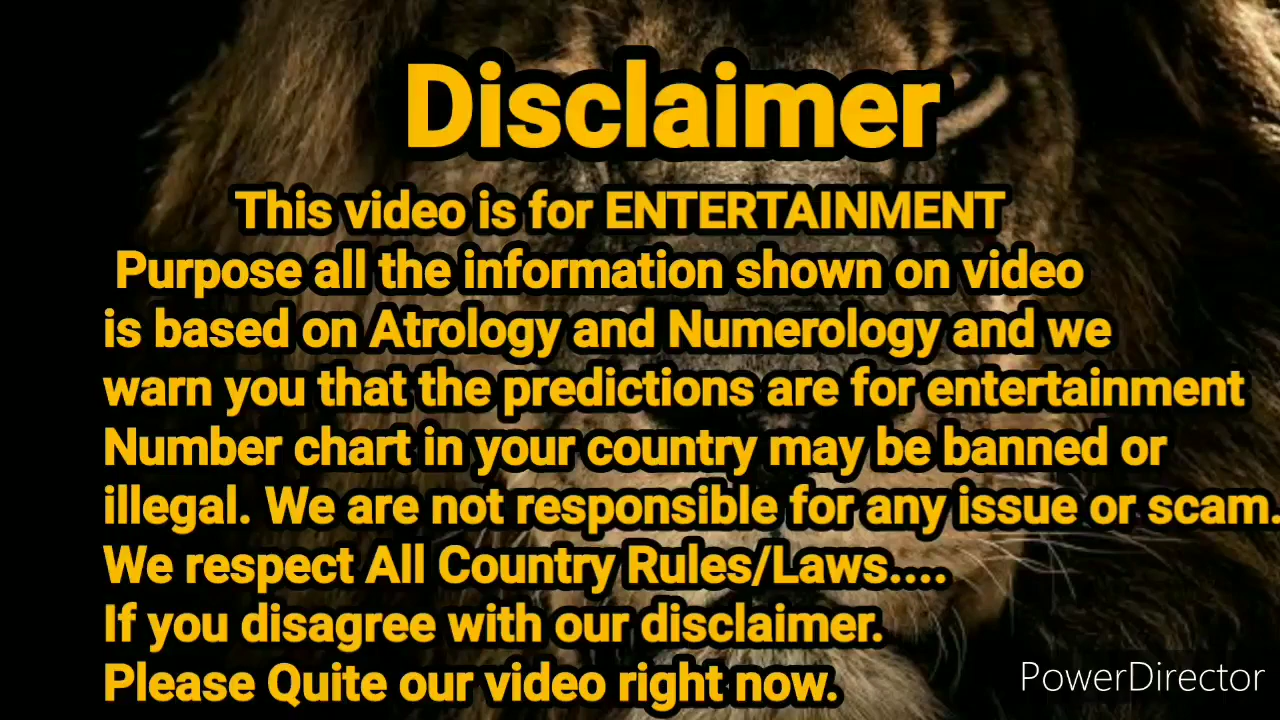 Disclaimer
This video is for ENTERTAINMENT
Purpose all the information shown on video
is based on Atrology and Numerology and we
warn you that the predictions are for entertainment
Number chart in your country may be banned or
illegal. We are not responsible for any issue or scam.
We respect All Country Rules/Laws....
If you disagree with our disclaimer.
Please Quite our video right now.
PowerDirector